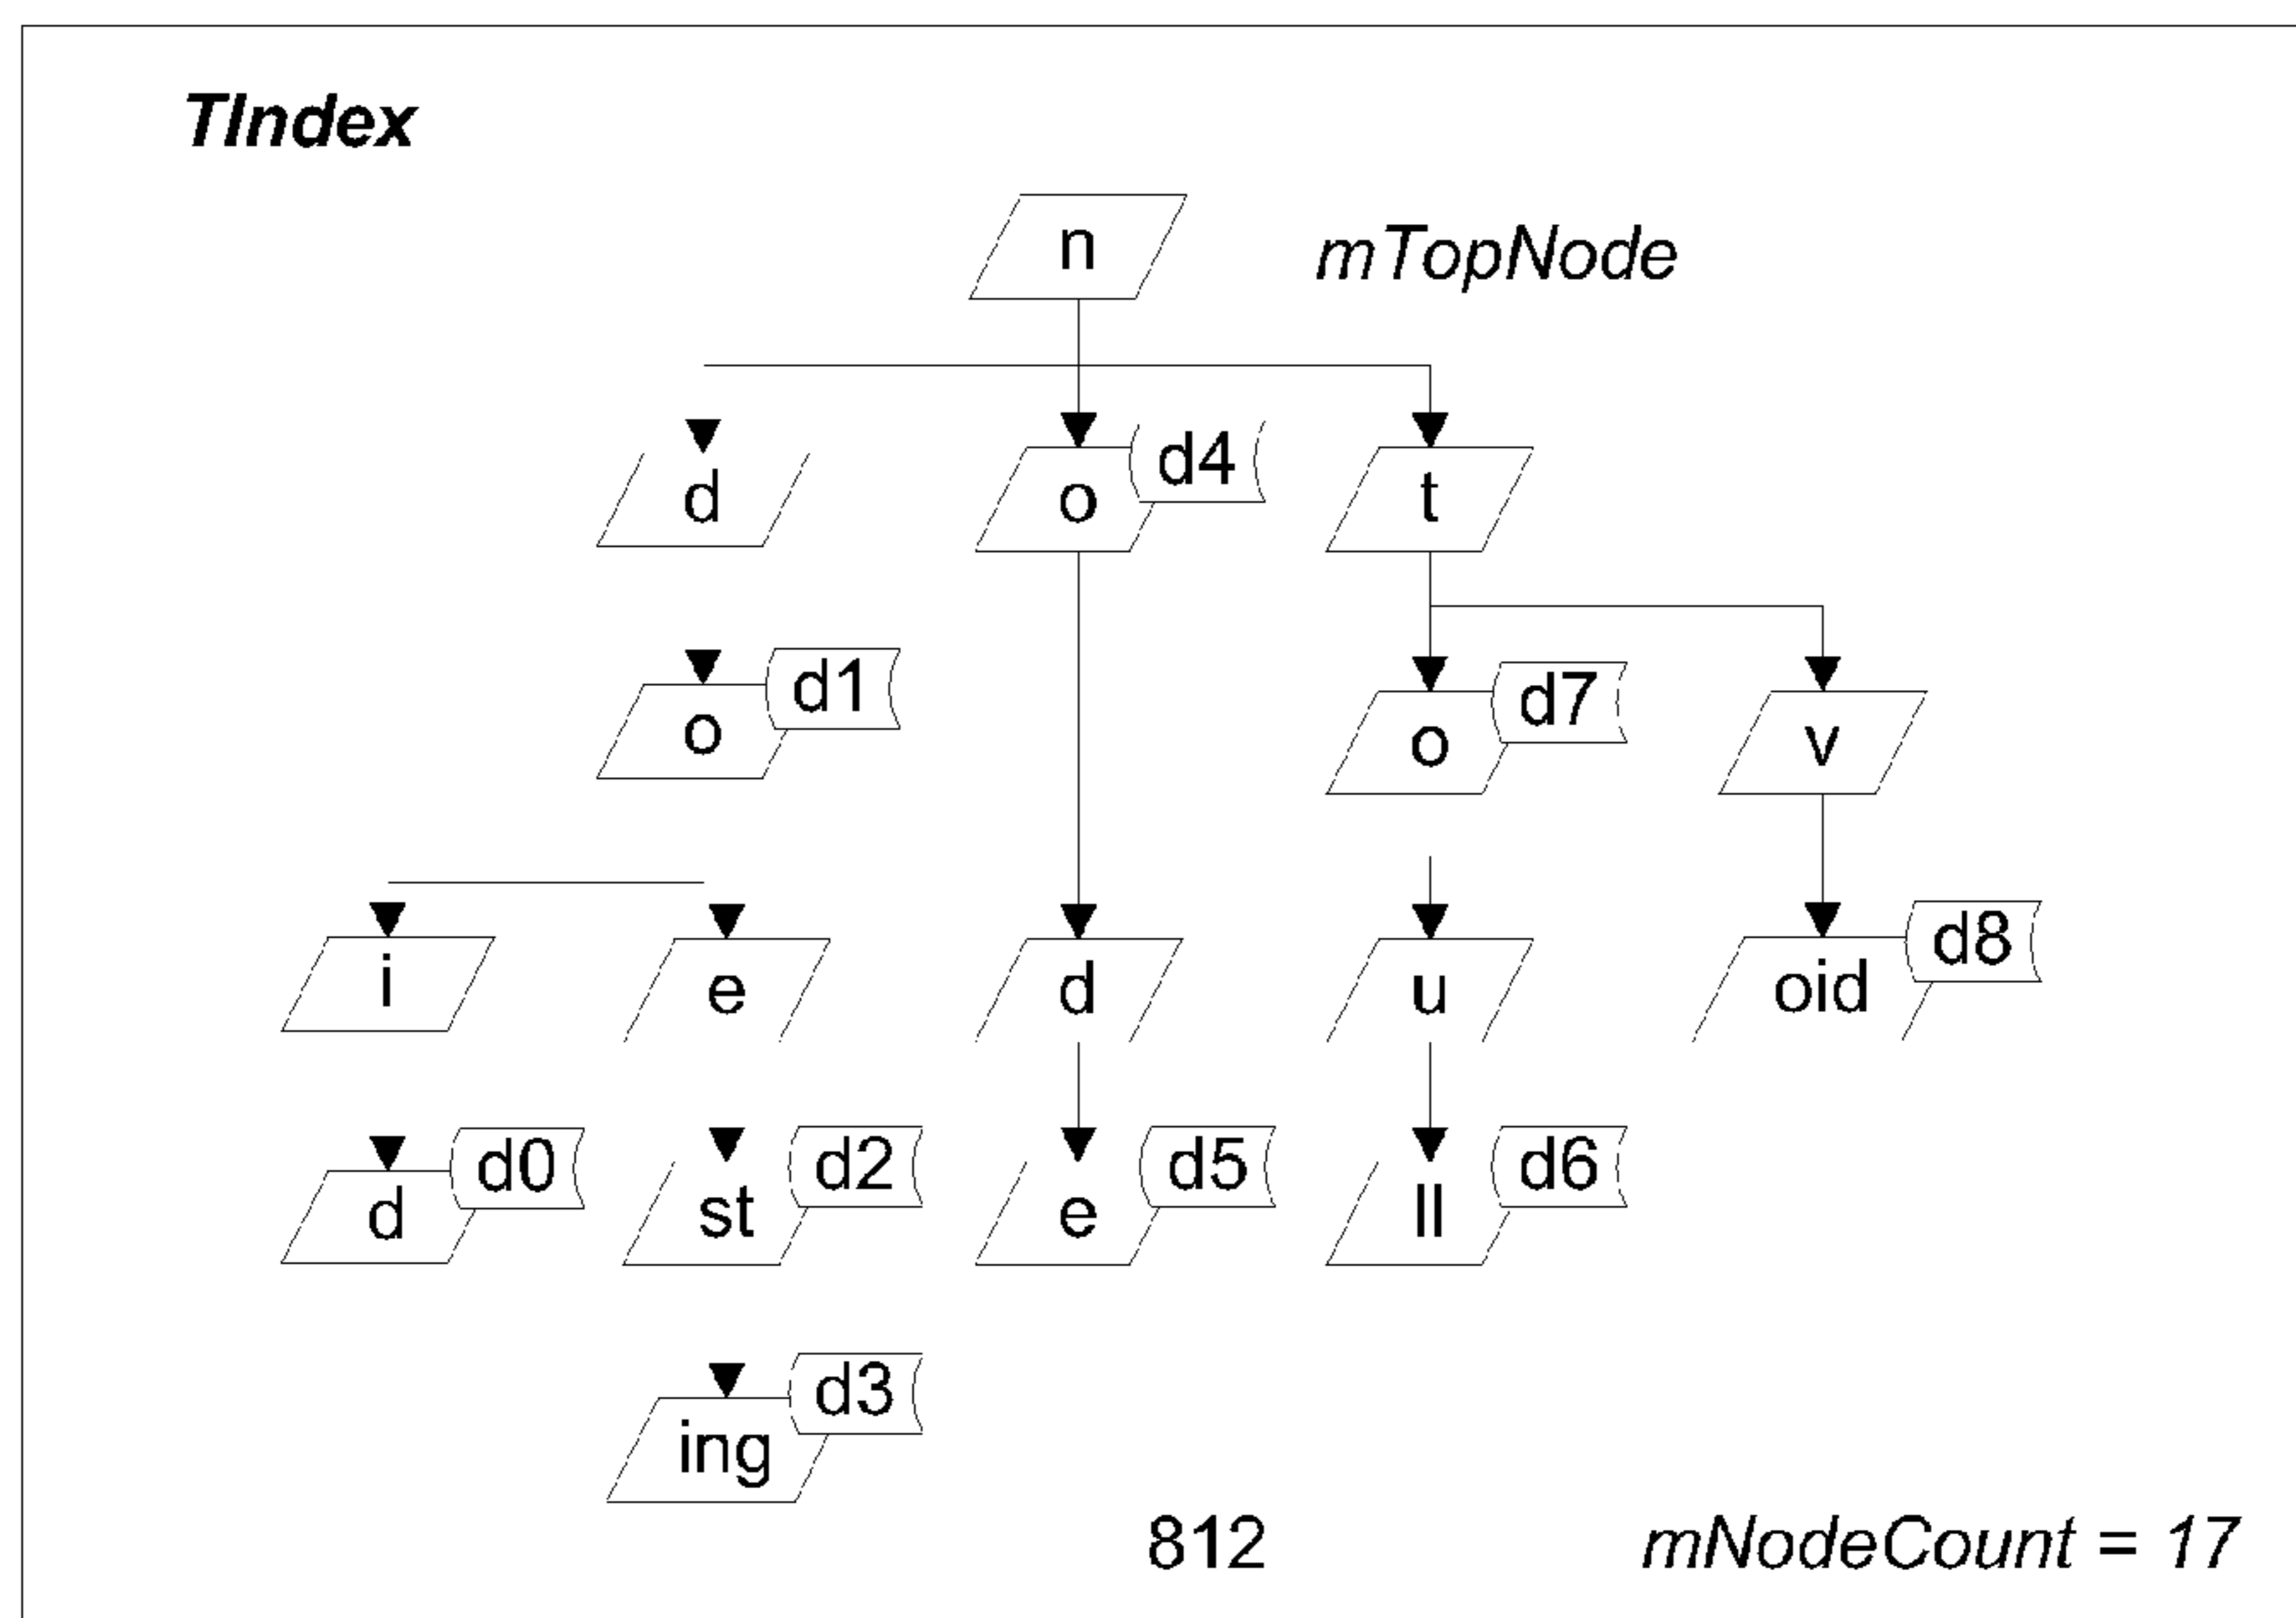 TIndex
n
mTopNode
d
o
d4
t
o
d1
o
d7
v
i
e
d
u
oid
d8
d
d0
st
d2
e
d5
ll
d6
ing
d3
812
mNodeCount = 17